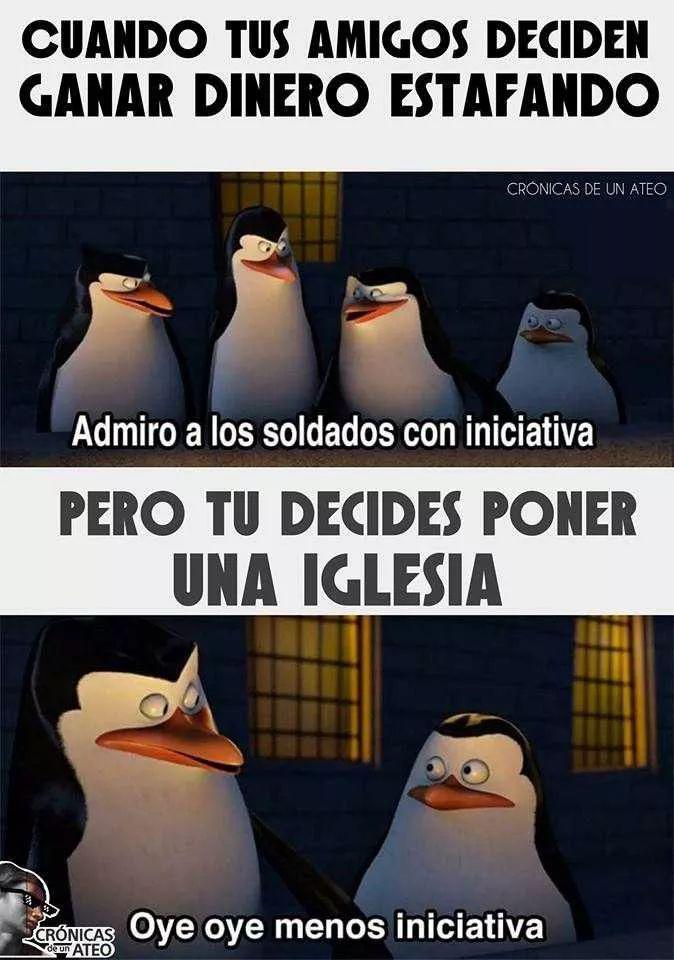 CUANDO TUS AMIGOS DECIDEN
GANAR DINERO ESTAFANDO
CRÓNICAS DE UN ATEO
Admiro a los soldados con iniciativa
PERO TU DECIDES PONER
UNA IGLESIA
Oye oye menos iniciativa
CRÓNICAS
de un ATEO